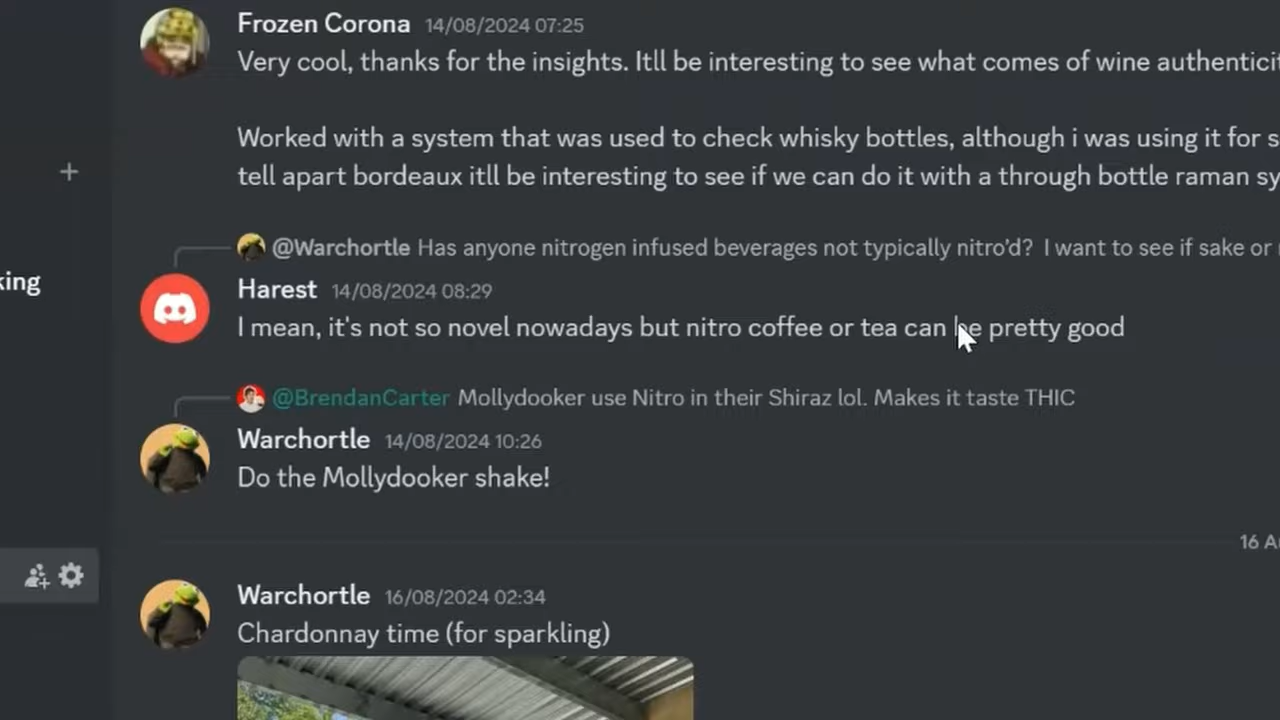 Frozen Corona 14/08/2024 07:25
Very cool, thanks for the insights. Itll be interesting to see what comes of wine
Worked with a system that was used to check whisky bottles, although i was using it for
tell apart bordeaux itll be interesting to see if we can do it with a through bottle raman
@Warchortle Has anyone nitrogen infused beverages not typically nitro'd? I want to see if sake or
king
Harest 14/08/2024 08:29
I mean, it's not so novel nowadays but nitro coffee or tea can be pretty good
@BrendanCarter Mollydooker use Nitro in their Shiraz lol. Makes it taste THIC
Warchortle 14/08/2024 10:26
Do the Mollydooker shake!
16
Warchortle 16/08/2024 02:34
Chardonnay time (for sparkling)